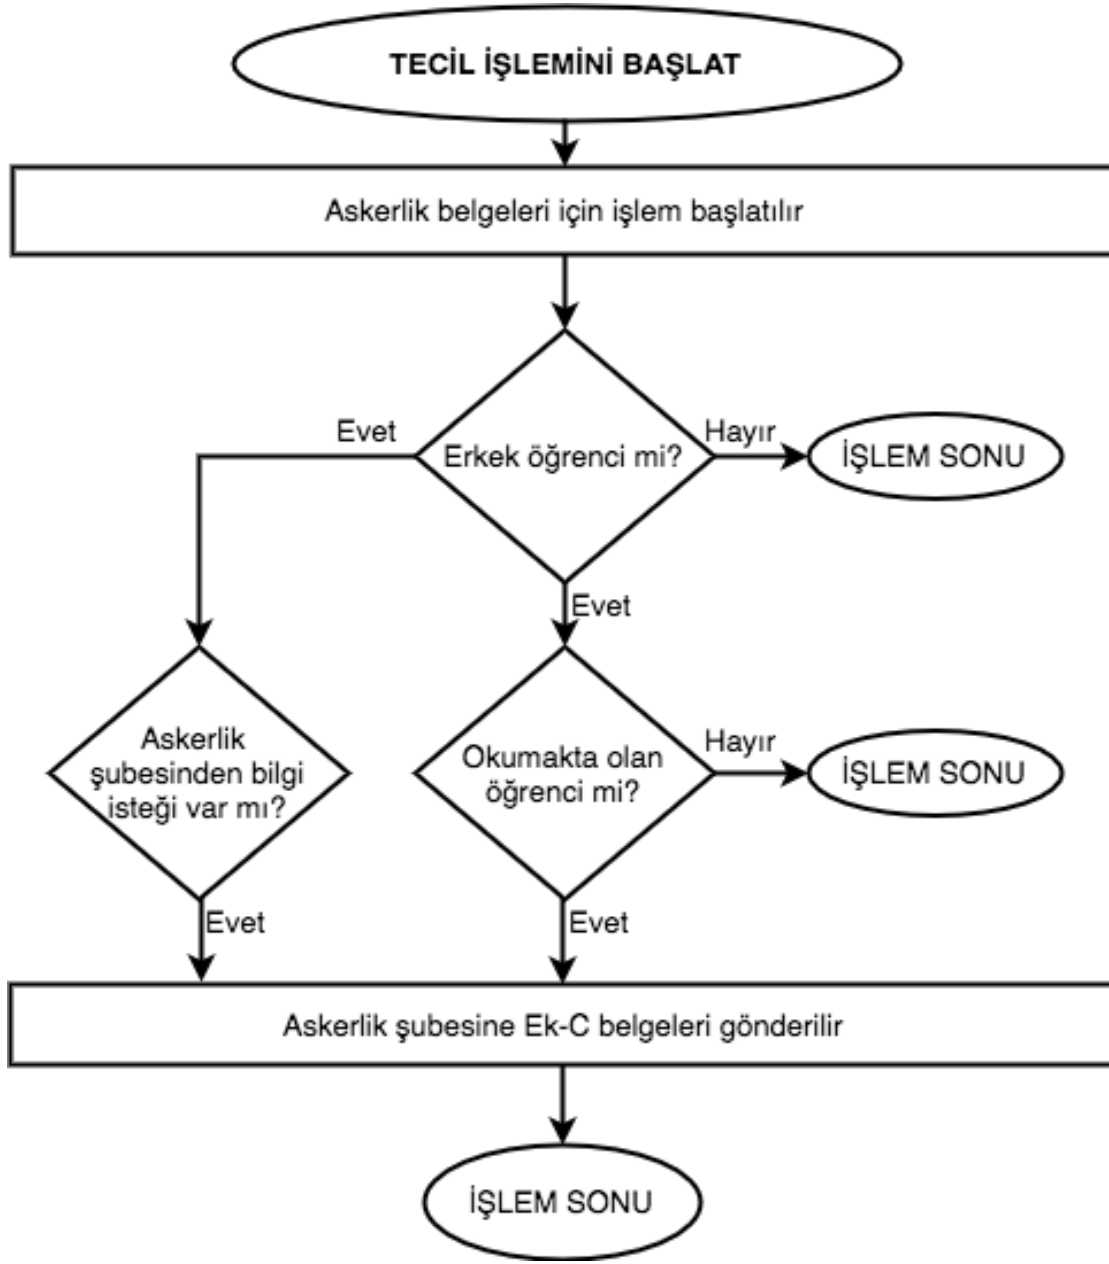 TECİL İŞLEMİNİ BAŞLAT
Askerlik belgeleri için işlem başlatılır
Evet
Erkek öğrenci mi?
Hayır
İŞLEM SONU
Evet
Askerlik
şubesinden bilgi
isteği var mı?
Okumakta olan
öğrenci mi?
Hayır
İŞLEM SONU
Evet
Evet
Askerlik şubesine Ek-C belgeleri gönderilir
İŞLEM SONU